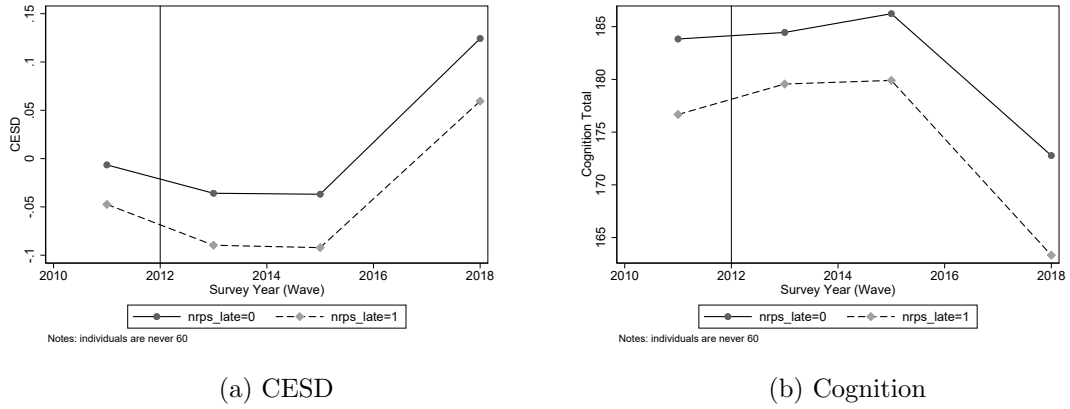 .15
.1
.05
0
-.05
-.1
CESD
2010 2012 2014 2016 2018
Survey Year (Wave)
nrps_late=0 nrps_late=1
Notes: individuals are never 60
(a) CESD
185
180
175
170
165
Cognition Total
2010 2012 2014 2016 2018
Survey Year (Wave)
nrps_late=0 nrps_late=1
Notes: individuals are never 60
(b) Cognition